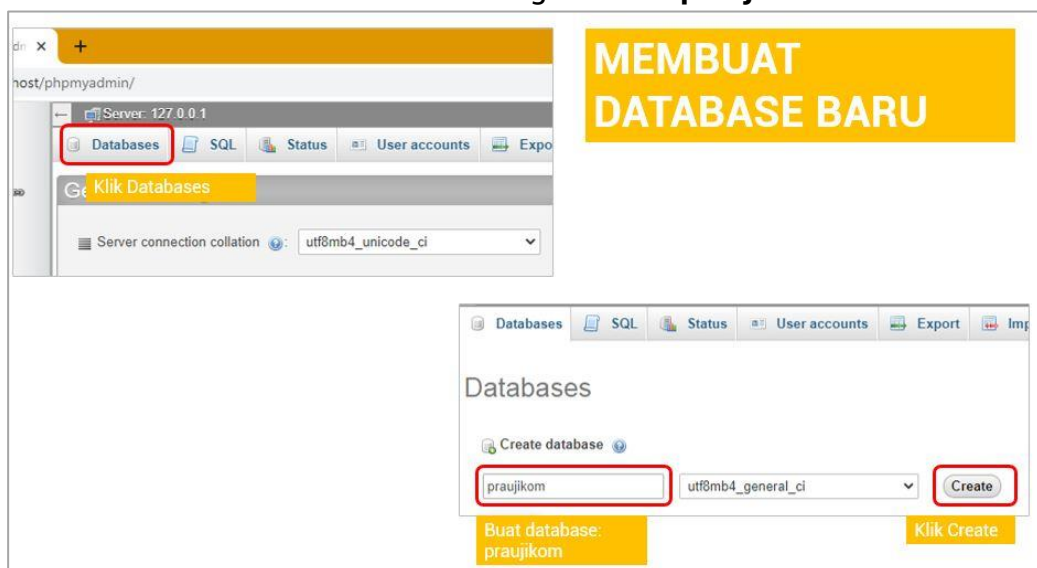 MEMBUAT
DATABASE BARU
host/phpmyadmin/
Server: 127.0.0.1
Databases SQL Status User accounts Expo
Klik Databases
Server connection collation : utf8mb4_unicode_ci
Databases SQL Status User accounts Export Imp
Databases
Create database
praujikom utf8mb4_general_ci Create
Buat database:
praujikom
Klik Create